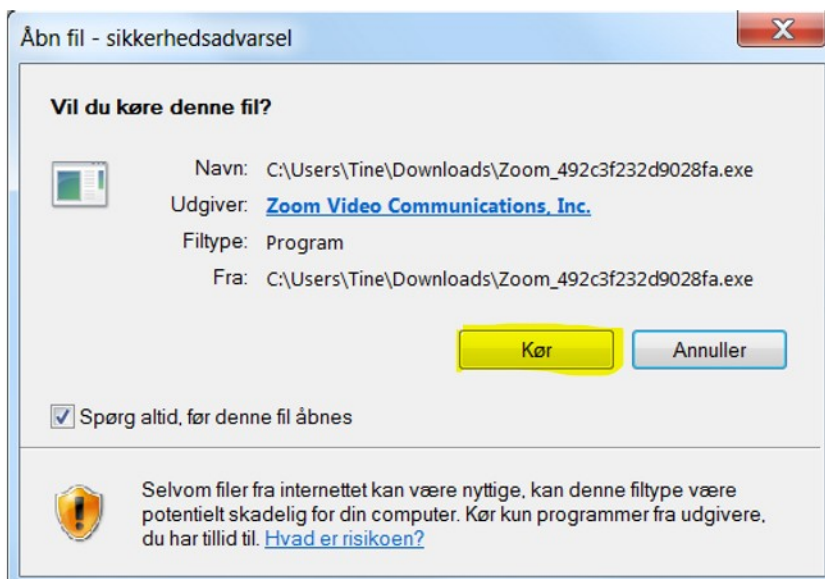 Åbn fil - sikkerhedsadvarsel
Vil du køre denne fil?
Navn: C:\Users\Tine\Downloads\Zoom_492c3f232d9028fa.exe
Udgiver: Zoom Video Communications, Inc.
Filtype: Program
Fra: C:\Users\Tine\Downloads\Zoom_492c3f232d9028fa.exe
Kør Annuller
Spørg altid, før denne fil åbnes
Selvom filer fra internettet kan være nyttige, kan denne filtype være
potentielt skadelig for din computer. Kør kun programmer fra udgivere,
du har tillid til. Hvad er risikoen?